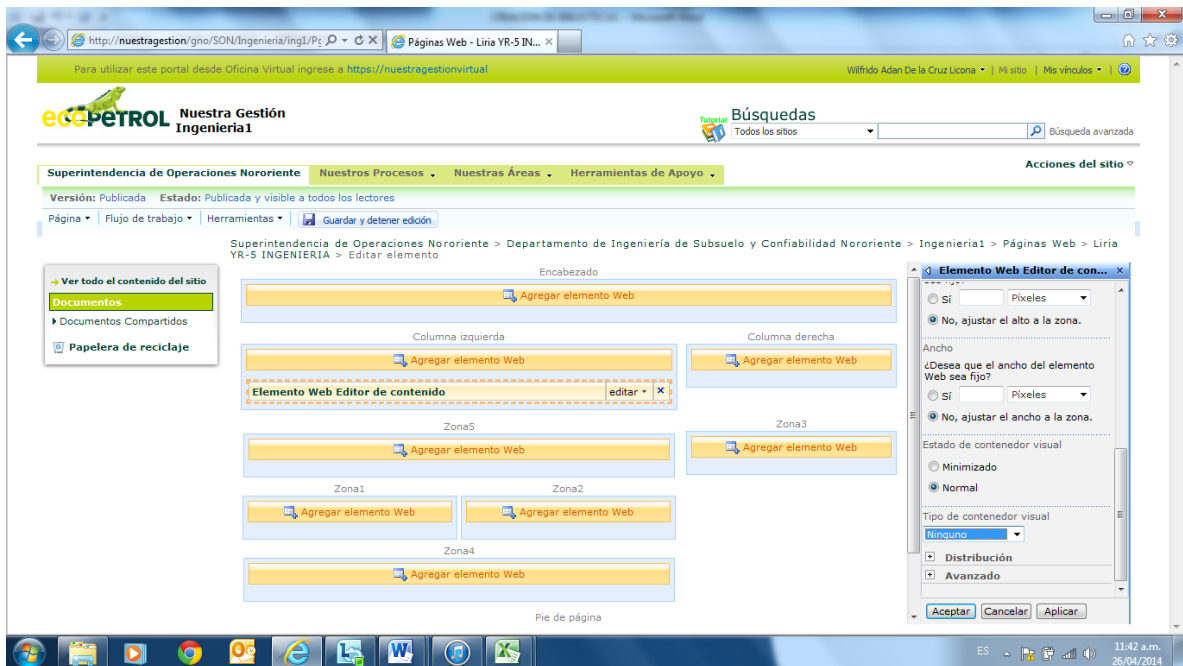 http://nuestragestion/gno/SON/Ingenieria/ing1/Pç
Páginas Web - Liria YR-5 IN...
Para utilizar este portal desde Oficina Virtual ingrese a https://nuestragestionvirtual
Wilfrido Adan De la Cruz Licona | Mi sitio | Mis vínculos
ecopetrol
Nuestra Gestión
Ingenieria1
Tutorial
Búsquedas
Todos los sitios
Búsqueda avanzada
Acciones del sitio
Superintendencia de Operaciones Nororiente
Nuestros Procesos
Nuestras Áreas
Herramientas de Apoyo
Versión: Publicada Estado: Publicada y visible a todos los lectores
Página | Flujo de trabajo | Herramientas | Guardar y detener edición
Superintendencia de Operaciones Nororiente > Departamento de Ingeniería de Subsuelo y Confiabilidad Nororiente > Ingenieria1 > Páginas Web > Liria
YR-5 INGENIERIA > Editar elemento
Ver todo el contenido del sitio
Documentos
Documentos Compartidos
Papelera de reciclaje
Encabezado
Agregar elemento Web
Columna izquierda
Agregar elemento Web
Elemento Web Editor de contenido
editar
Columna derecha
Agregar elemento Web
Zona5
Agregar elemento Web
Zona3
Agregar elemento Web
Zona1
Agregar elemento Web
Zona2
Agregar elemento Web
Zona4
Agregar elemento Web
Pie de página
Elemento Web Editor de con...
Sí
Píxeles
No, ajustar el alto a la zona.
Ancho
¿Desea que el ancho del elemento
Web sea fijo?
Sí
Píxeles
No, ajustar el ancho a la zona.
Estado de contenedor visual
Minimizado
Normal
Tipo de contenedor visual
Ninguno
Distribución
Avanzado
Aceptar
Cancelar
Aplicar
ES
11:42 a.m.
26/04/2014